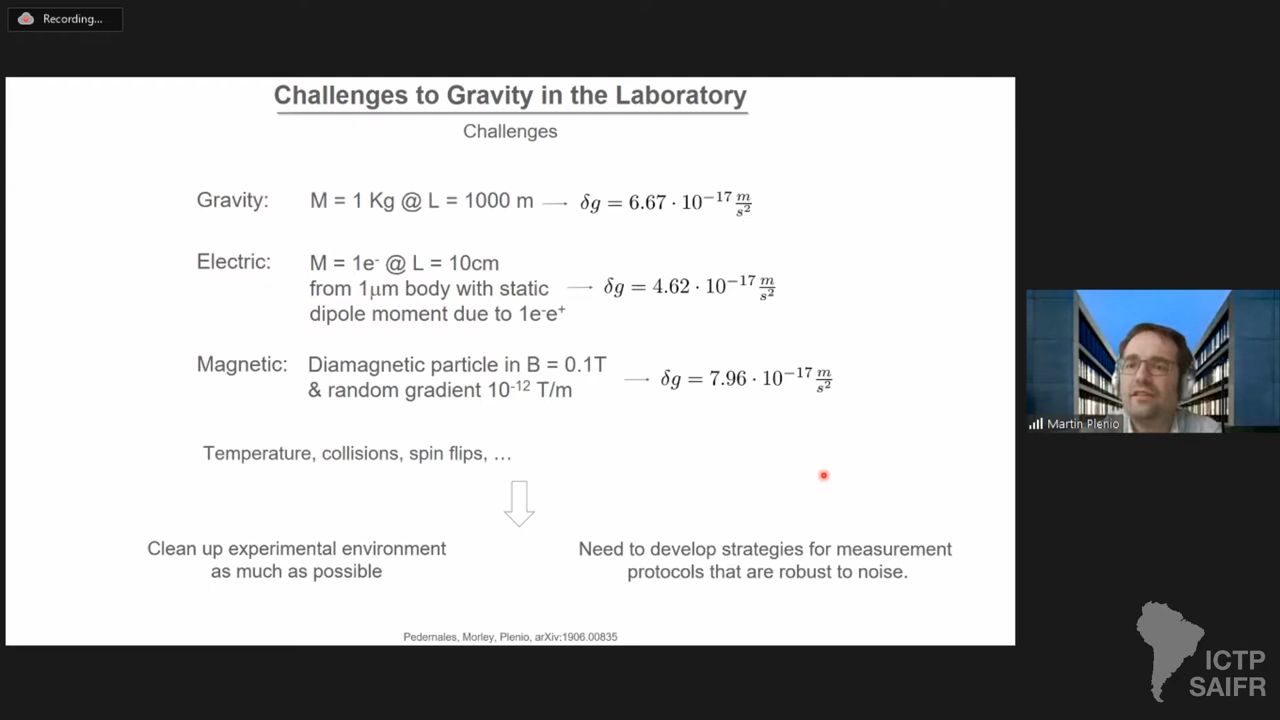 Recording...
Challenges to Gravity in the Laboratory
Challenges
Gravity: M = 1 Kg @ L = 1000 m → δg = 6.67 · 10⁻¹⁷ m/s²
Electric: M = 1e⁻ @ L = 10cm
from 1μm body with static → δg = 4.62 · 10⁻¹⁷ m/s²
dipole moment due to 1e⁻e⁺
Magnetic: Diamagnetic particle in B = 0.1T
& random gradient 10⁻¹² T/m → δg = 7.96 · 10⁻¹⁷ m/s²
Temperature, collisions, spin flips, ...
Clean up experimental environment
as much as possible
Need to develop strategies for measurement
protocols that are robust to noise.
Pedernales, Morley, Plenio, arXiv:1906.00835
Martin Plenio
ICTP
SAIFR